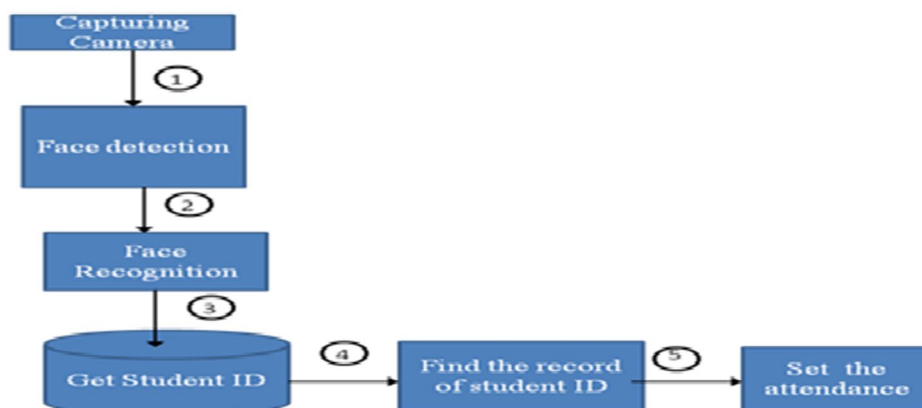 Capturing
Camera
1
Face detection
2
Face
Recognition
3
Get Student ID
4
Find the record
of student ID
5
Set the
attendance